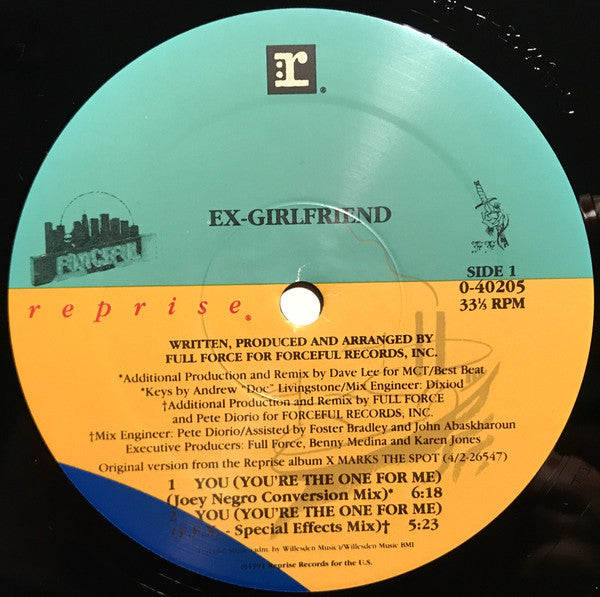 r
EX-GIRLFRIEND
FORCEFUL
SIDE 1
0-40205
33⅓ RPM
reprise
WRITTEN, PRODUCED AND ARRANGED BY
FULL FORCE FOR FORCEFUL RECORDS, INC.
*Additional Production and Remix by Dave Lee for MCT/Best Beat
*Keys by Andrew "Doc" Livingstone/Mix Engineer: Dixiod
†Additional Production and Remix by FULL FORCE
and Pete Diorio for FORCEFUL RECORDS, INC.
†Mix Engineer: Pete Diorio/Assisted by Foster Bradley and John Abaskharoun
Executive Producers: Full Force, Benny Medina and Karen Jones
Original version from the Reprise album X MARKS THE SPOT (4/2-26547)
1 YOU (YOU'RE THE ONE FOR ME)
(Joey Negro Conversion Mix)* 6:18
2 YOU (YOU'RE THE ONE FOR ME)
- Special Effects Mix)† 5:23
adm. by Willesden Music I/Willesden Music BMI
Reprise Records for the U.S.